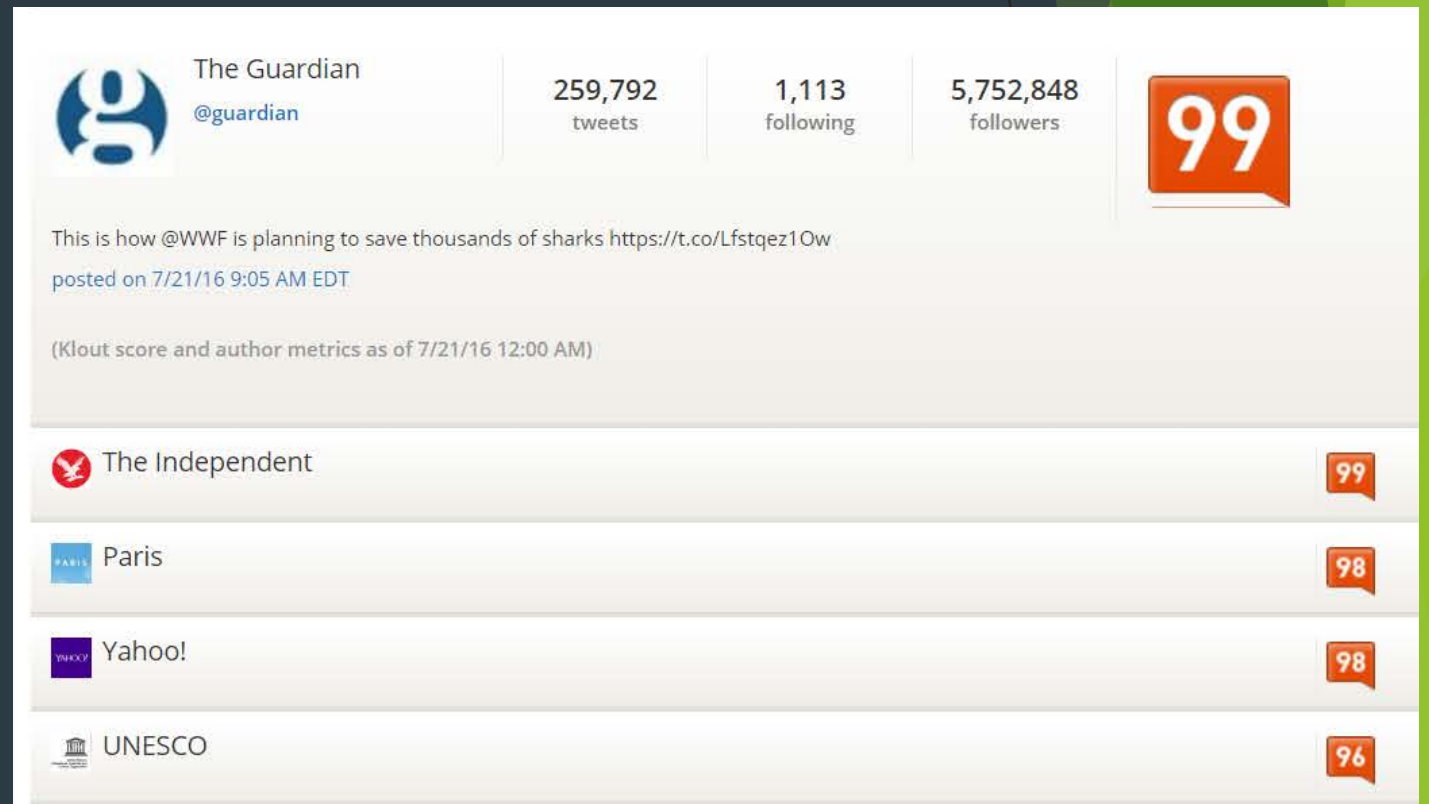 The Guardian
@guardian
259,792
tweets
1,113
following
5,752,848
followers
99
This is how @WWF is planning to save thousands of sharks https://t.co/Lfstqez1Ow
posted on 7/21/16 9:05 AM EDT
(Klout score and author metrics as of 7/21/16 12:00 AM)
The Independent
99
PARIS
Paris
98
YAHOO!
Yahoo!
98
UNESCO
96